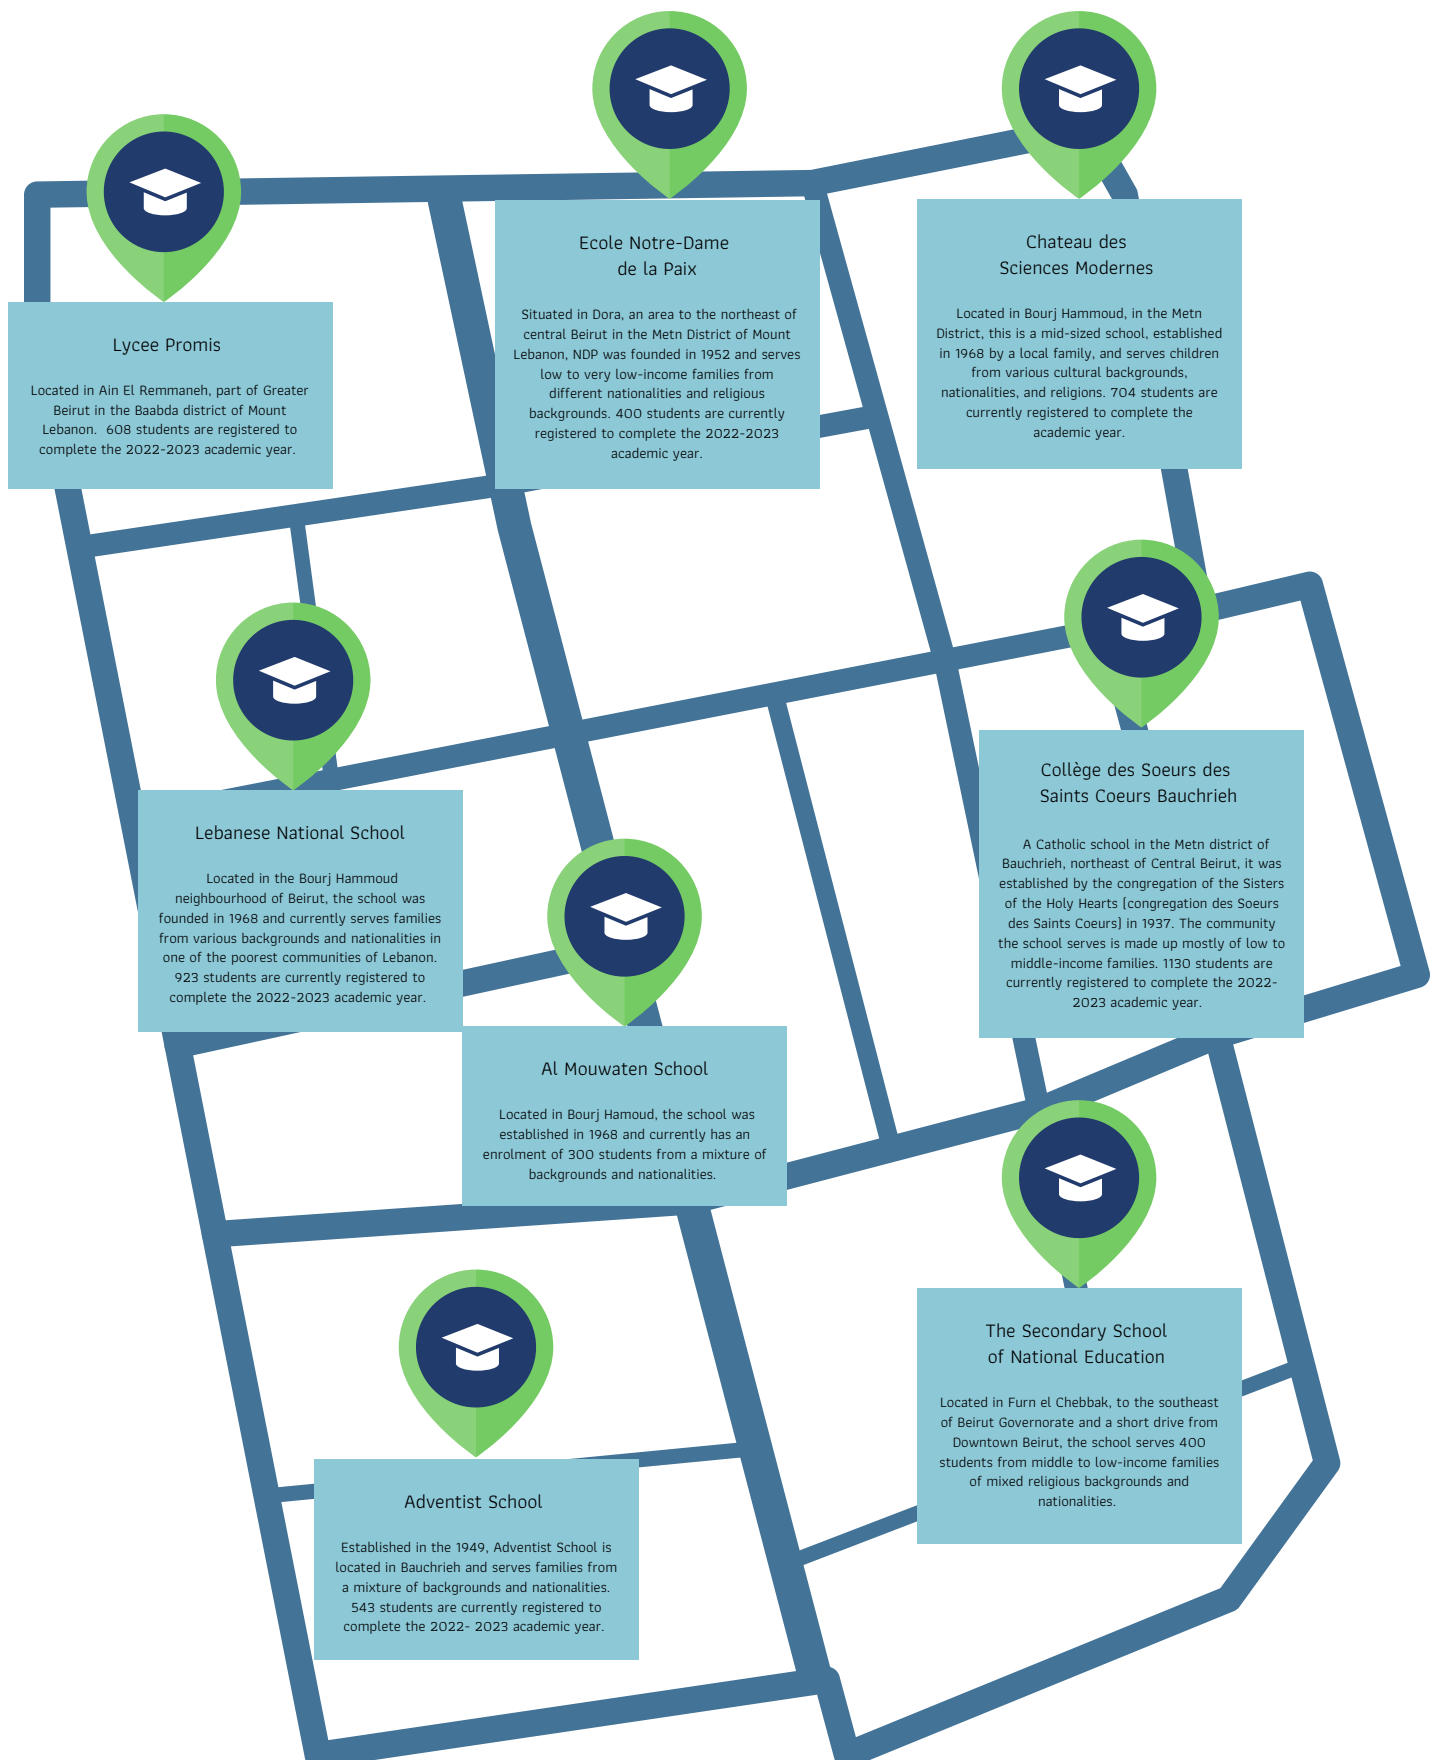 Ecole Notre-Dame
de la Paix
Situated in Dora, an area to the northeast of
central Beirut in the Metn District of Mount
Lebanon, NDP was founded in 1952 and serves
low to very low-income families from
different nationalities and religious
backgrounds. 400 students are currently
registered to complete the 2022-2023
academic year.
Chateau des
Sciences Modernes
Located in Bourj Hammoud, in the Metn
District, this is a mid-sized school, established
in 1968 by a local family, and serves children
from various cultural backgrounds,
nationalities, and religions. 704 students are
currently registered to complete the
academic year.
Lycee Promis
Located in Ain El Remmaneh, part of Greater
Beirut in the Baabda district of Mount
Lebanon.  608 students are registered to
complete the 2022-2023 academic year.
Collège des Soeurs des
Saints Coeurs Bauchrieh
A Catholic school in the Metn district of
Bauchrieh, northeast of Central Beirut, it was
established by the congregation of the Sisters
of the Holy Hearts (congregation des Soeurs
des Saints Coeurs) in 1937. The community
the school serves is made up mostly of low to
middle-income families. 1130 students are
currently registered to complete the 2022-
2023 academic year.
Lebanese National School
Located in the Bourj Hammoud
neighbourhood of Beirut, the school was
founded in 1968 and currently serves families
from various backgrounds and nationalities in
one of the poorest communities of Lebanon.
923 students are currently registered to
complete the 2022-2023 academic year.
Al Mouwaten School
Located in Bourj Hamoud, the school was
established in 1968 and currently has an
enrolment of 300 students from a mixture of
backgrounds and nationalities.
The Secondary School
of National Education
Located in Furn el Chebbak, to the southeast
of Beirut Governorate and a short drive from
Downtown Beirut, the school serves 400
students from middle to low-income families
of mixed religious backgrounds and
nationalities.
Adventist School
Established in the 1949, Adventist School is
located in Bauchrieh and serves families from
a mixture of backgrounds and nationalities.
543 students are currently registered to
complete the 2022- 2023 academic year.